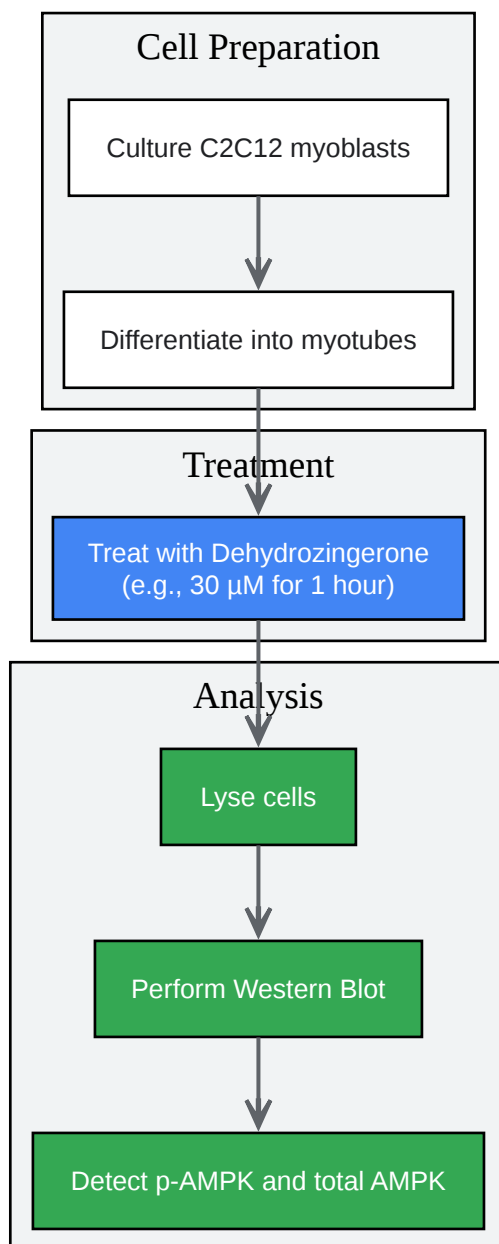 Cell Preparation
Culture C2C12 myoblasts
Differentiate into myotubes
Treatment
Treat with Dehydrozingerone
(e.g., 30 µM for 1 hour)
Analysis
Lyse cells
Perform Western Blot
Detect p-AMPK and total AMPK